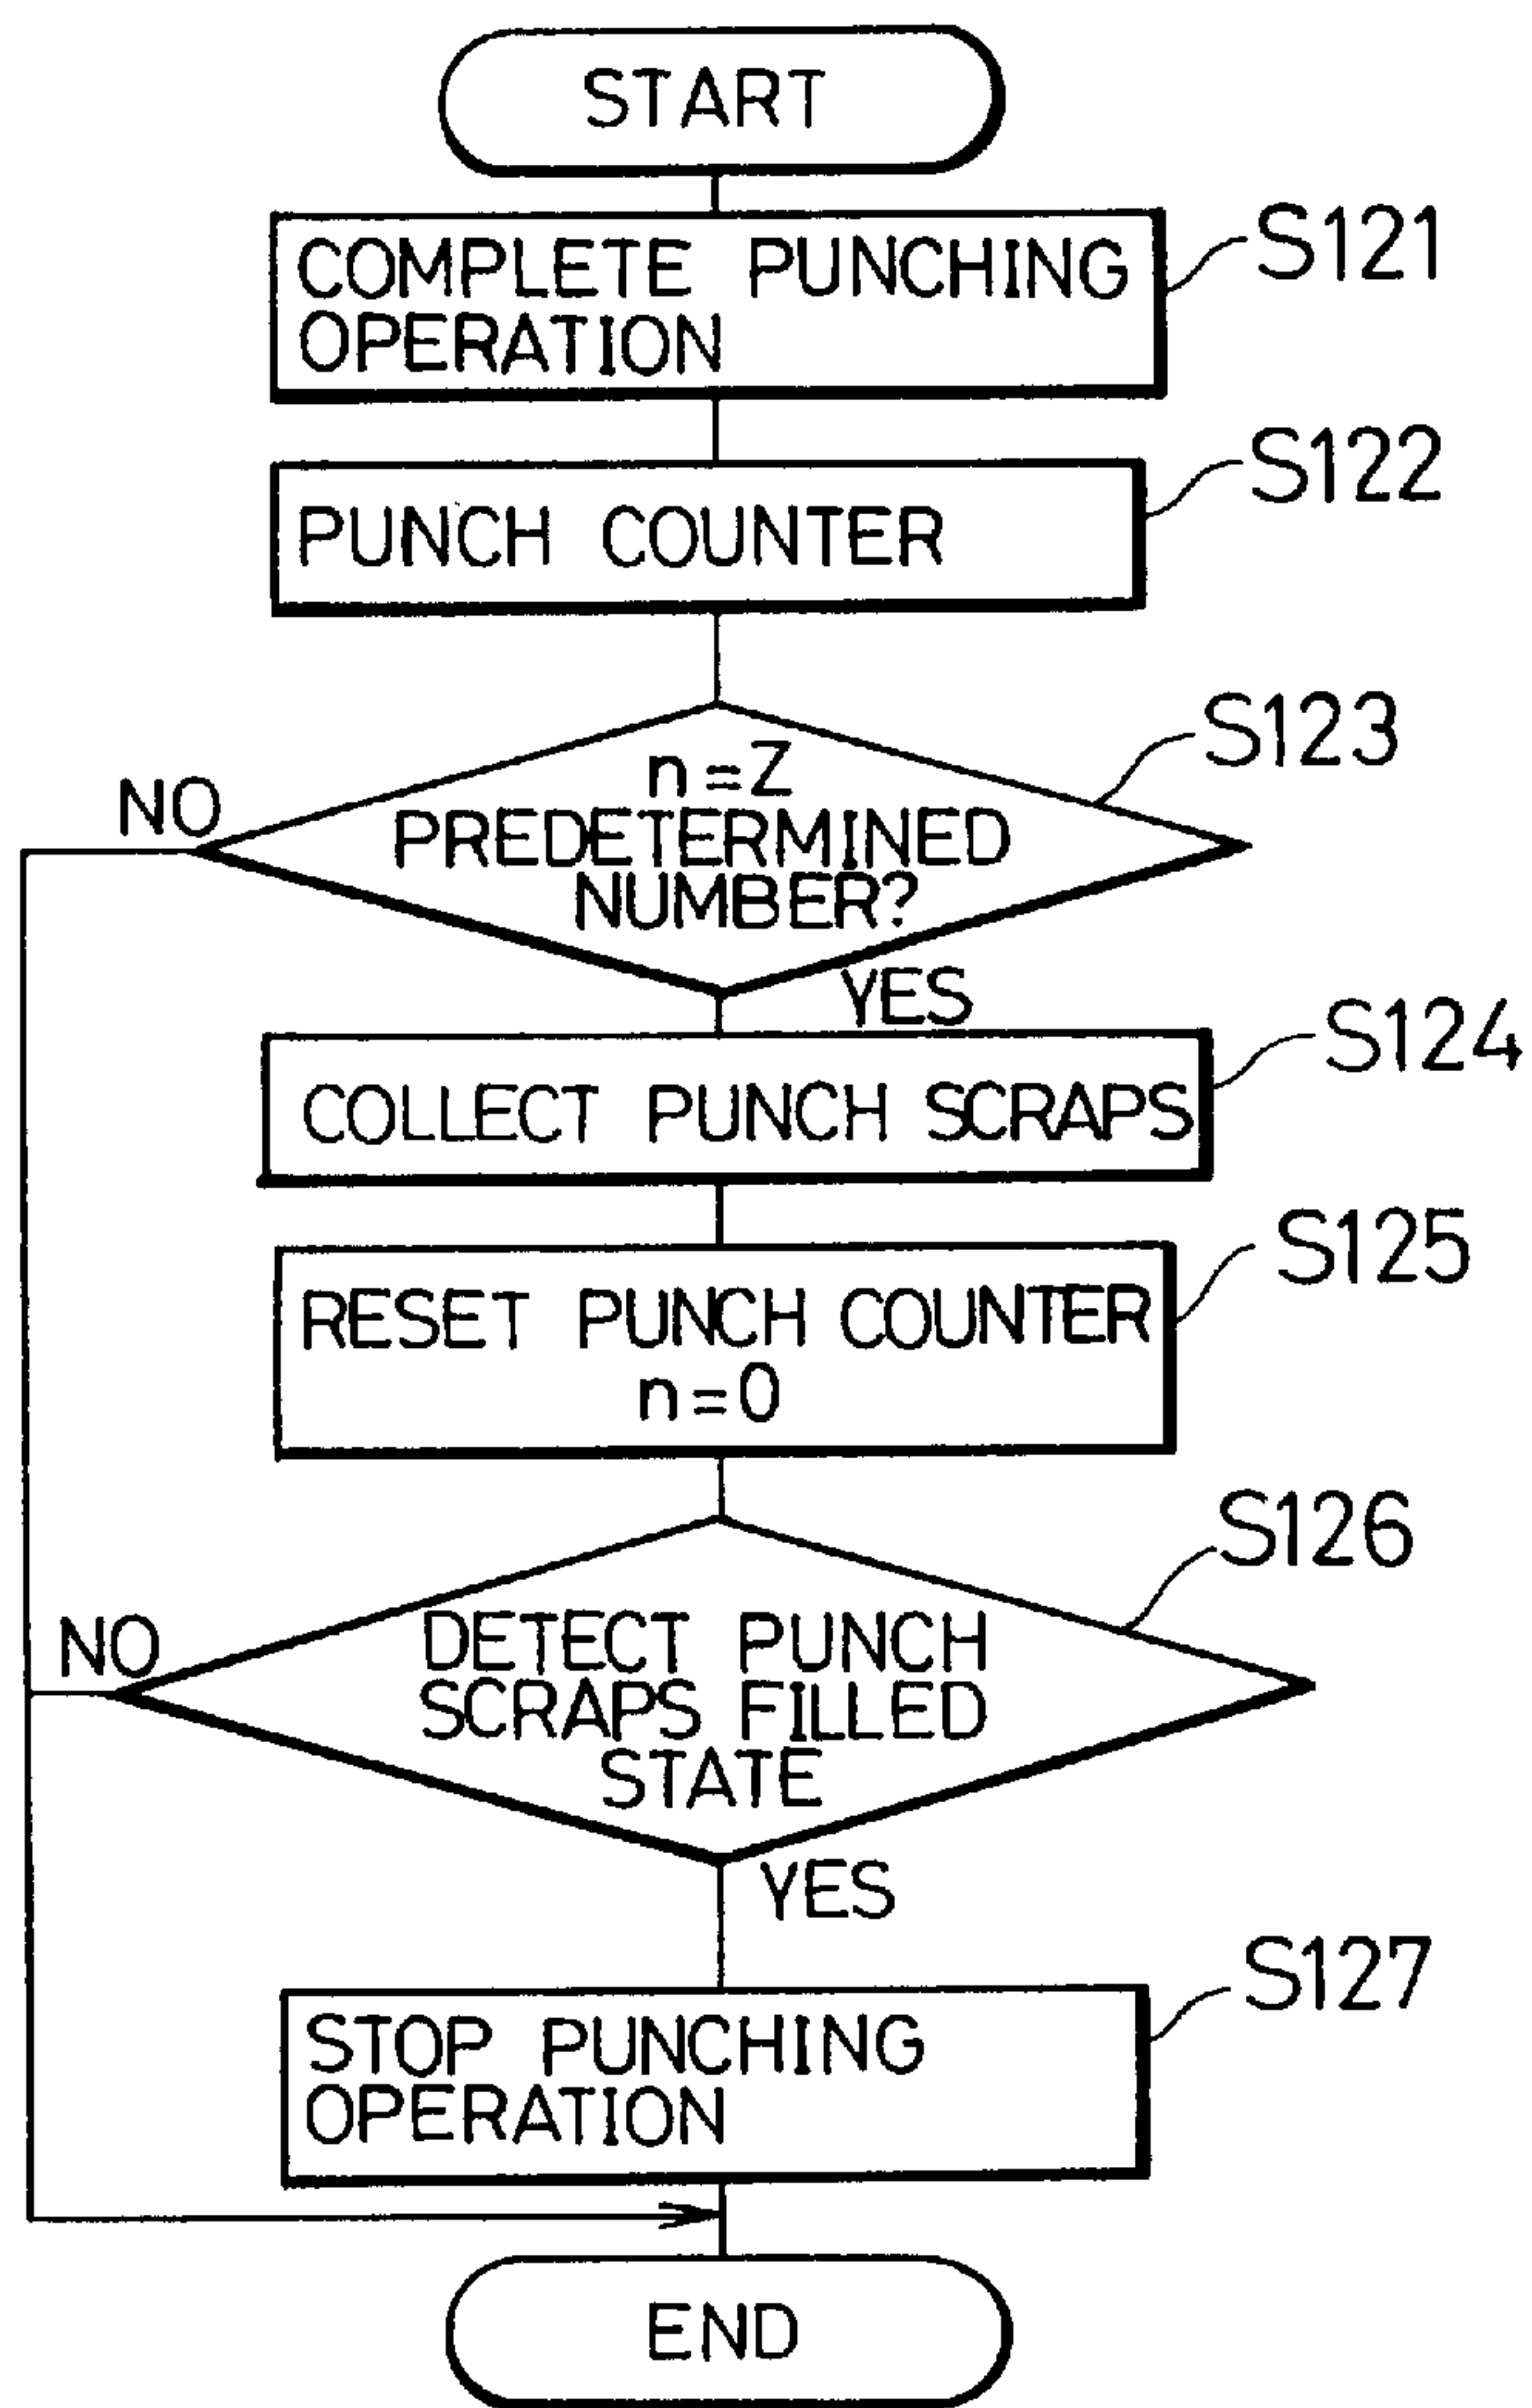 START
COMPLETE PUNCHING
OPERATION
S121
PUNCH COUNTER
S122
n=Z
PREDETERMINED
NUMBER?
S123
NO
YES
COLLECT PUNCH SCRAPS
S124
RESET PUNCH COUNTER
n=0
S125
DETECT PUNCH
SCRAPS FILLED
STATE
S126
NO
YES
STOP PUNCHING
OPERATION
S127
END